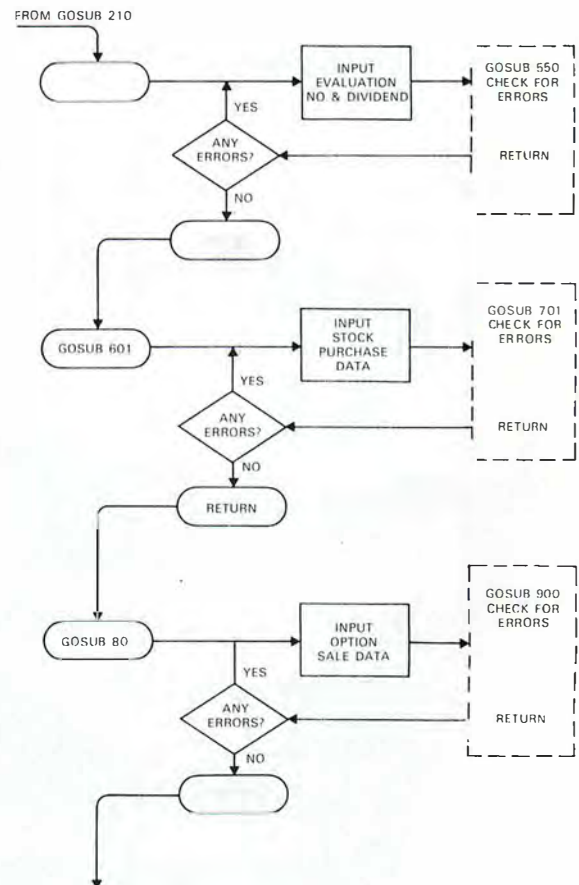 FROM GOSUB 210
INPUT
EVALUATION
NO. & DIVIDEND
GOSUB 550
CHECK FOR
ERRORS
YES
ANY
ERRORS?
RETURN
NO
GOSUB 601
INPUT
STOCK
PURCHASE
DATA
GOSUB 701
CHECK FOR
ERRORS
YES
ANY
ERRORS?
RETURN
NO
RETURN
GOSUB 80
INPUT
OPTION
SALE DATA
GOSUB 900
CHECK FOR
ERRORS
YES
ANY
ERRORS?
RETURN
NO